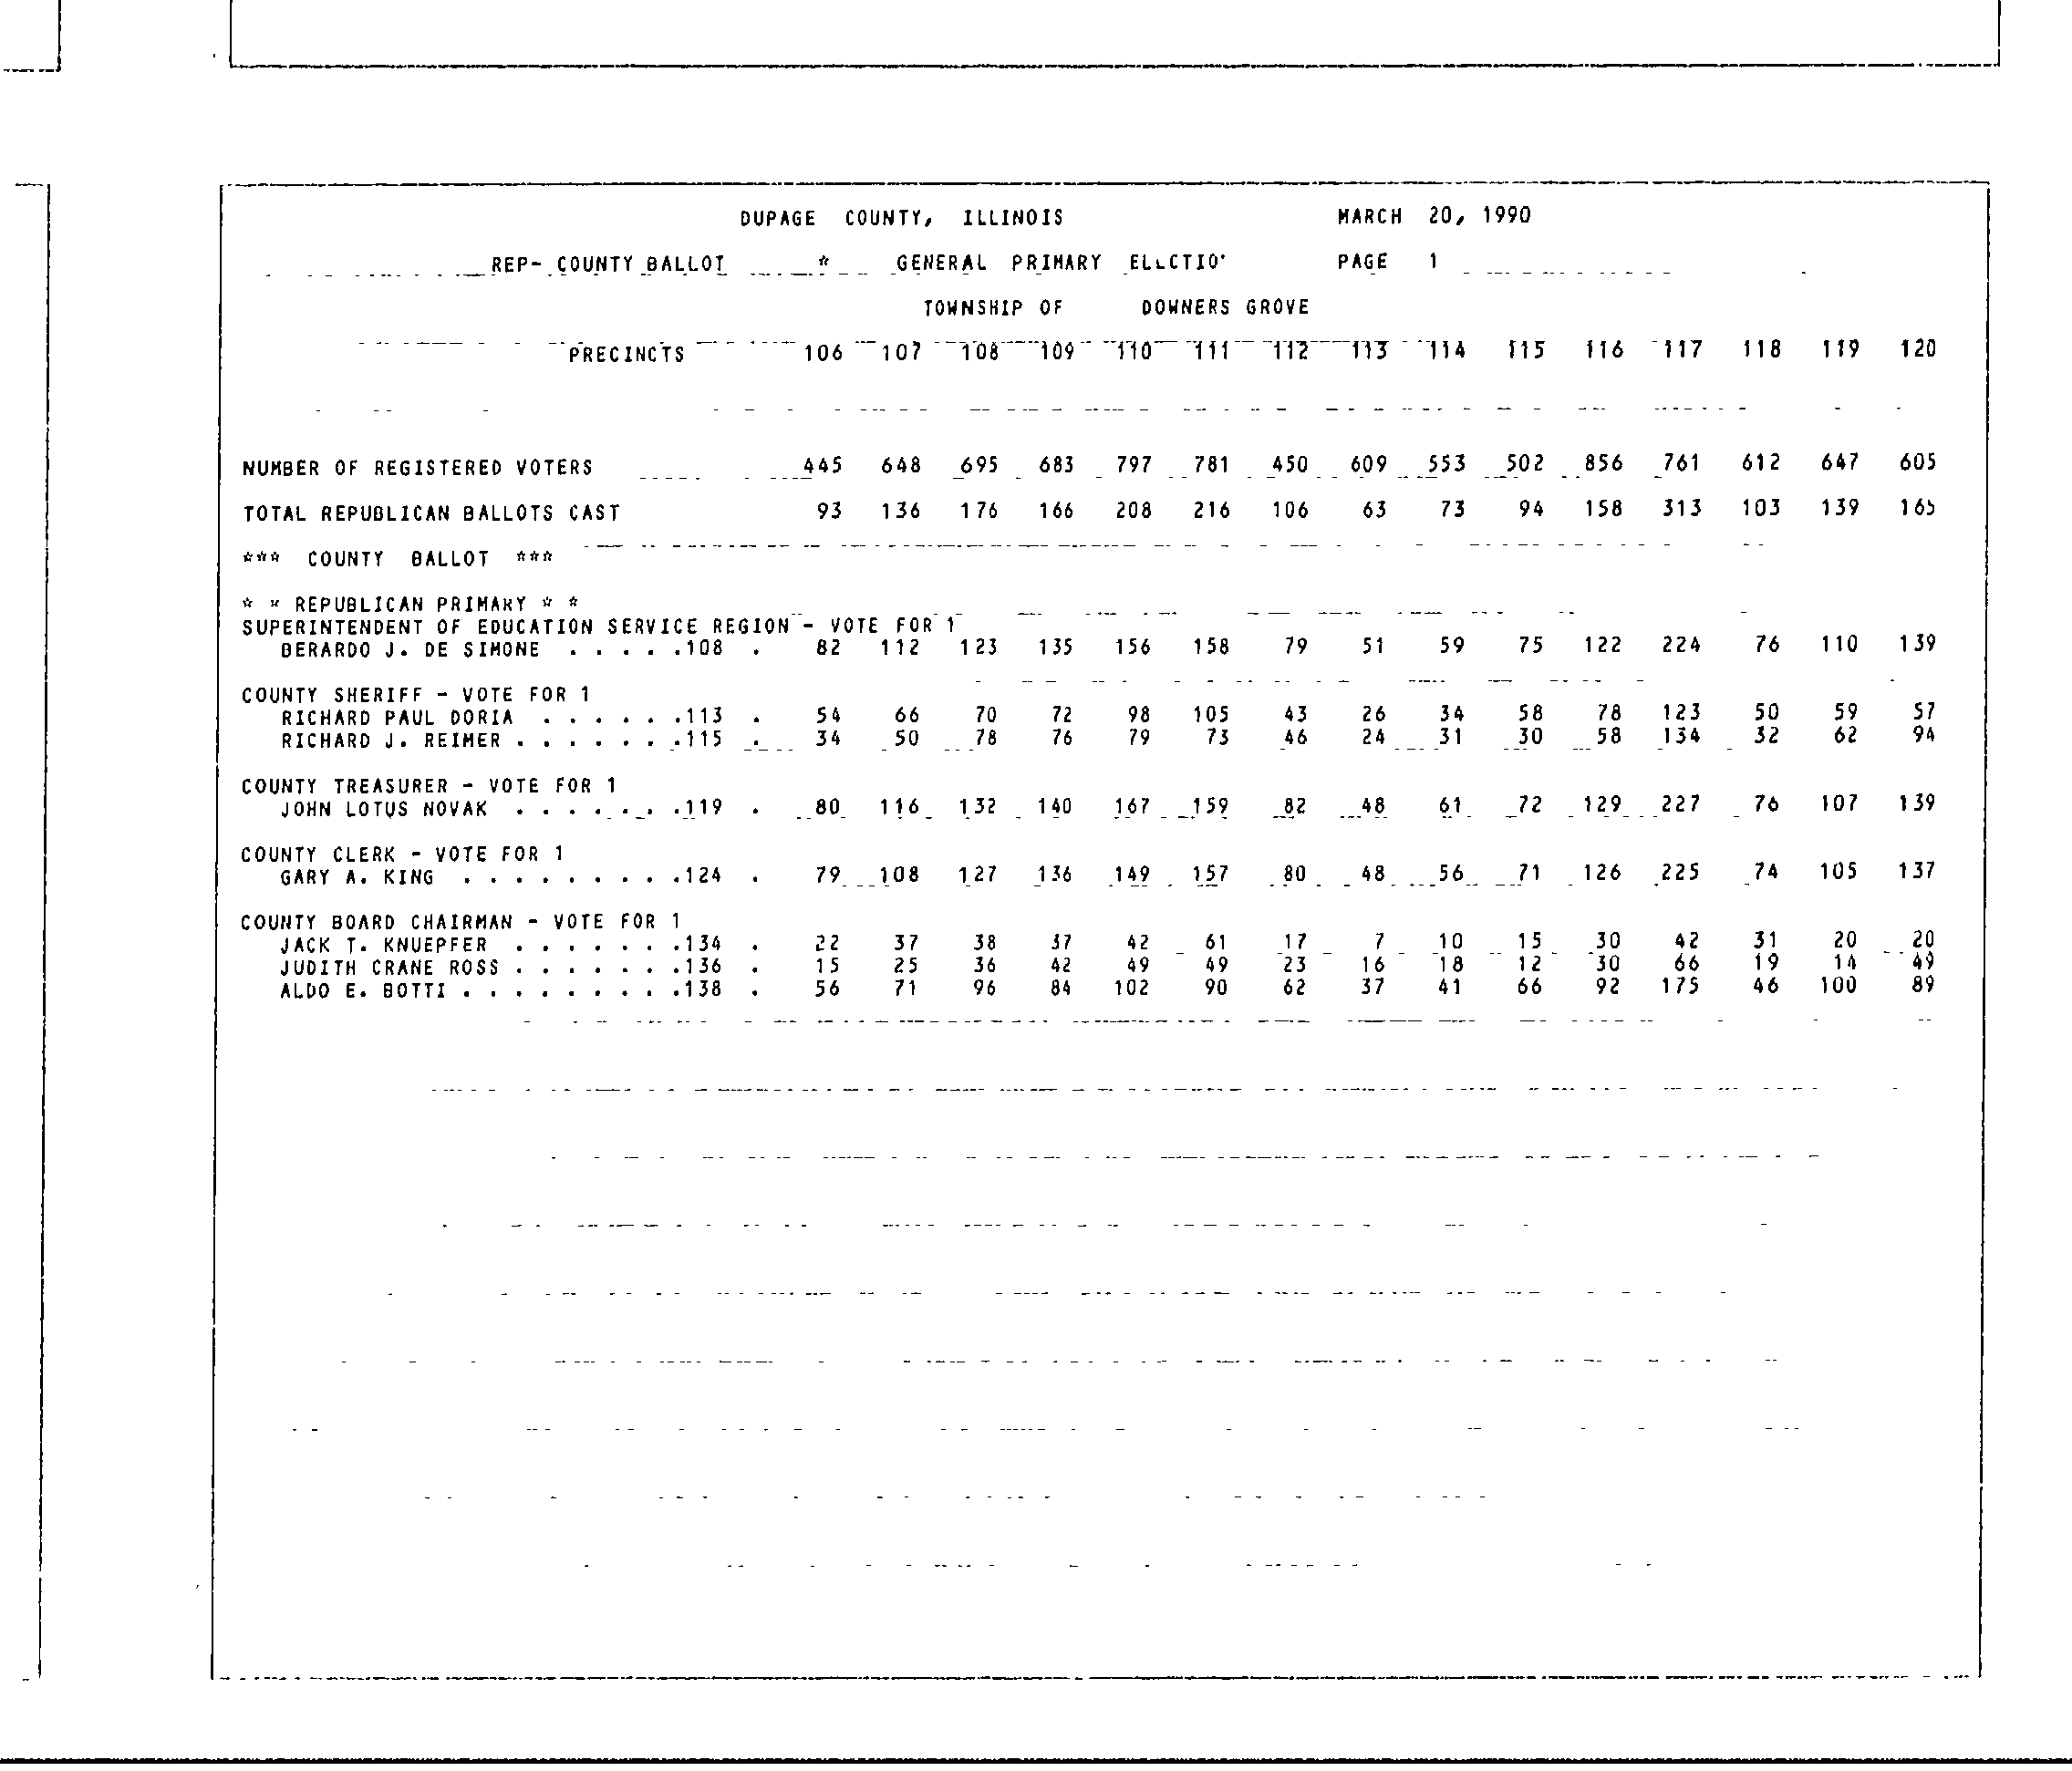 DUPAGE COUNTY, ILLINOIS MARCH 20, 1990
REP- COUNTY BALLOT * GENERAL PRIMARY PAGE 1
TOWNSHIP OF DOWNERS GROVE
PRECINCTS 106 107 108 109 110 111 112 113 114 115 116 117 118 119 120
NUMBER OF REGISTERED VOTERS 445 648 695 683 797 781 450 609 553 502 856 761 612 647 605
TOTAL REPUBLICAN BALLOTS CAST 93 136 176 166 208 216 106 63 73 94 158 313 103 139 165
*** COUNTY BALLOT ***
* * REPUBLICAN PRIMARY * *
SUPERINTENDENT OF EDUCATION SERVICE REGION - VOTE FOR 1
BERARDO J. DE SIMONE . . . . .108 . 82 112 123 135 156 158 79 51 59 75 122 224 76 110 139
COUNTY SHERIFF - VOTE FOR 1
RICHARD PAUL DORIA . . . . . .113 . 54 66 70 72 98 105 43 26 34 58 78 123 50 59 57
RICHARD J. REIMER . . . . . . .115 . 34 50 78 76 79 73 46 24 31 30 58 134 32 62 94
COUNTY TREASURER - VOTE FOR 1
JOHN LOTUS NOVAK . . . . . . .119 . 80 116 132 140 167 159 82 48 61 72 129 227 76 107 139
COUNTY CLERK - VOTE FOR 1
GARY A. KING . . . . . . . . .124 . 79 108 127 136 149 157 80 48 56 71 126 225 74 105 137
COUNTY BOARD CHAIRMAN - VOTE FOR 1
JACK T. KNUEPFER . . . . . . .134 . 22 37 38 37 42 61 17 7 10 15 30 42 31 20 20
JUDITH CRANE ROSS . . . . . . .136 . 15 25 36 42 49 49 23 16 18 12 30 66 19 14 49
ALDO E. BOTTI . . . . . . . . .138 . 56 71 96 84 102 90 62 37 41 66 92 175 46 100 89